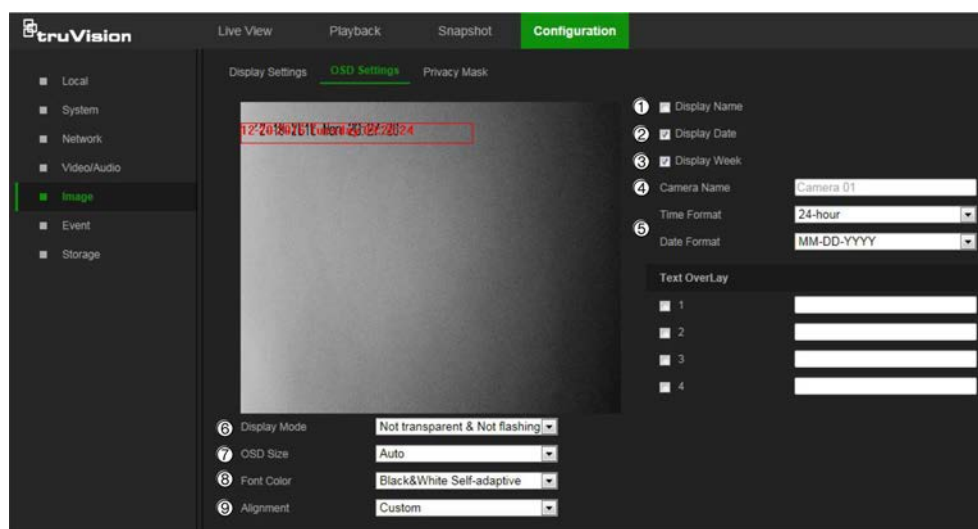 truVision
Live View Playback Snapshot Configuration
Display Settings OSD Settings Privacy Mask
Local
System
Network
Video/Audio
Image
Event
Storage
1 Display Name
2 Display Date
3 Display Week
4 Camera Name Camera 01
Time Format 24-hour
5
Date Format MM-DD-YYYY
Text OverLay
1
2
3
4
6 Display Mode Not transparent & Not flashing
7 OSD Size Auto
8 Font Color Black&White Self-adaptive
9 Alignment Custom